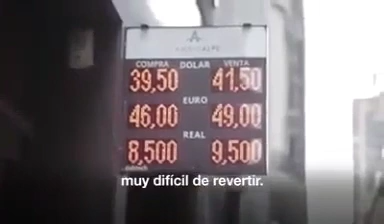 COMPRA DOLAR VENTA
39,50 41,50
EURO
46,00 49,00
REAL
8,500 9,500
muy difícil de revertir.